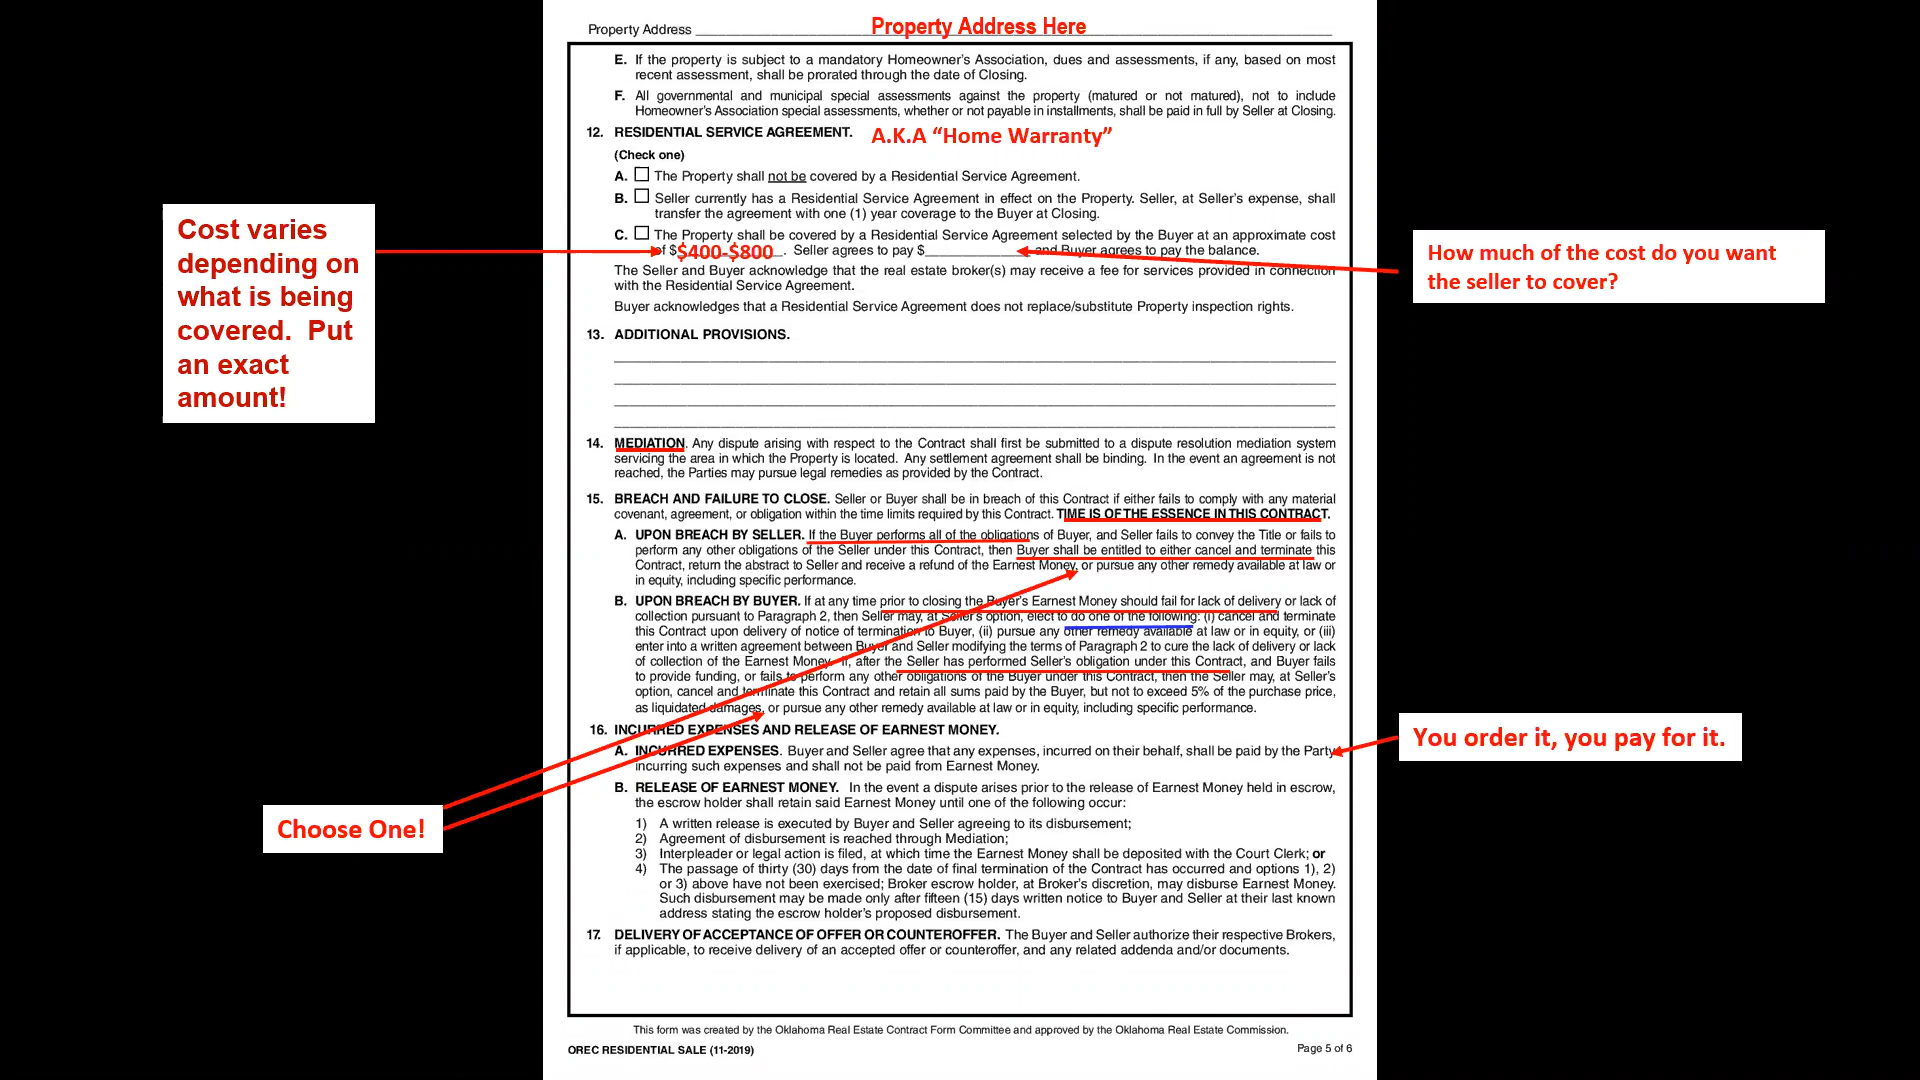 Property Address Property Address Here
E. If the property is subject to a mandatory Homeowner's Association, dues and assessments, if any, based on most
recent assessment, shall be prorated through the date of Closing.
F. All governmental and municipal special assessments against the property (matured or not matured), not to include
Homeowner's Association special assessments, whether or not payable in installments, shall be paid in full by Seller at Closing.
12. RESIDENTIAL SERVICE AGREEMENT. A.K.A “Home Warranty”
(Check one)
A. The Property shall not be covered by a Residential Service Agreement.
B. Seller currently has a Residential Service Agreement in effect on the Property. Seller, at Seller's expense, shall
transfer the agreement with one (1) year coverage to the Buyer at Closing.
C. The Property shall be covered by a Residential Service Agreement selected by the Buyer at an approximate cost
of $$400-$800. Seller agrees to pay $ and Buyer agrees to pay the balance.
The Seller and Buyer acknowledge that the real estate broker(s) may receive a fee for services provided in connection
with the Residential Service Agreement.
Buyer acknowledges that a Residential Service Agreement does not replace/substitute Property inspection rights.
Cost varies
depending on
what is being
covered. Put
an exact
amount!
How much of the cost do you want
the seller to cover?
13. ADDITIONAL PROVISIONS.
14. MEDIATION. Any dispute arising with respect to the Contract shall first be submitted to a dispute resolution mediation system
servicing the area in which the Property is located. Any settlement agreement shall be binding. In the event an agreement is not
reached, the Parties may pursue legal remedies as provided by the Contract.
15. BREACH AND FAILURE TO CLOSE. Seller or Buyer shall be in breach of this Contract if either fails to comply with any material
covenant, agreement, or obligation within the time limits required by this Contract. TIME IS OF THE ESSENCE IN THIS CONTRACT.
A. UPON BREACH BY SELLER. If the Buyer performs all of the obligations of Buyer, and Seller fails to convey the Title or fails to
perform any other obligations of the Seller under this Contract, then Buyer shall be entitled to either cancel and terminate this
Contract, return the abstract to Seller and receive a refund of the Earnest Money, or pursue any other remedy available at law or
in equity, including specific performance.
B. UPON BREACH BY BUYER. If at any time prior to closing the Buyer's Earnest Money should fail for lack of delivery or lack of
collection pursuant to Paragraph 2, then Seller may, at Seller's option, elect to do one of the following: (i) cancel and terminate
this Contract upon delivery of notice of termination to Buyer, (ii) pursue any other remedy available at law or in equity, or (iii)
enter into a written agreement between Buyer and Seller modifying the terms of Paragraph 2 to cure the lack of delivery or lack
of collection of the Earnest Money. If, after the Seller has performed Seller's obligation under this Contract, and Buyer fails
to provide funding, or fails to perform any other obligations of the Buyer under this Contract, then the Seller may, at Seller's
option, cancel and terminate this Contract and retain all sums paid by the Buyer, but not to exceed 5% of the purchase price,
as liquidated damages, or pursue any other remedy available at law or in equity, including specific performance.
16. INCURRED EXPENSES AND RELEASE OF EARNEST MONEY.
A. INCURRED EXPENSES. Buyer and Seller agree that any expenses, incurred on their behalf, shall be paid by the Party
incurring such expenses and shall not be paid from Earnest Money.
You order it, you pay for it.
B. RELEASE OF EARNEST MONEY. In the event a dispute arises prior to the release of Earnest Money held in escrow,
the escrow holder shall retain said Earnest Money until one of the following occur:
Choose One!
1) A written release is executed by Buyer and Seller agreeing to its disbursement;
2) Agreement of disbursement is reached through Mediation;
3) Interpleader or legal action is filed, at which time the Earnest Money shall be deposited with the Court Clerk; or
4) The passage of thirty (30) days from the date of final termination of the Contract has occurred and options 1), 2)
or 3) above have not been exercised; Broker escrow holder, at Broker's discretion, may disburse Earnest Money.
Such disbursement may be made only after fifteen (15) days written notice to Buyer and Seller at their last known
address stating the escrow holder's proposed disbursement.
17. DELIVERY OF ACCEPTANCE OF OFFER OR COUNTEROFFER. The Buyer and Seller authorize their respective Brokers,
if applicable, to receive delivery of an accepted offer or counteroffer, and any related addenda and/or documents.
This form was created by the Oklahoma Real Estate Contract Form Committee and approved by the Oklahoma Real Estate Commission.
OREC RESIDENTIAL SALE (11-2019) Page 5 of 6